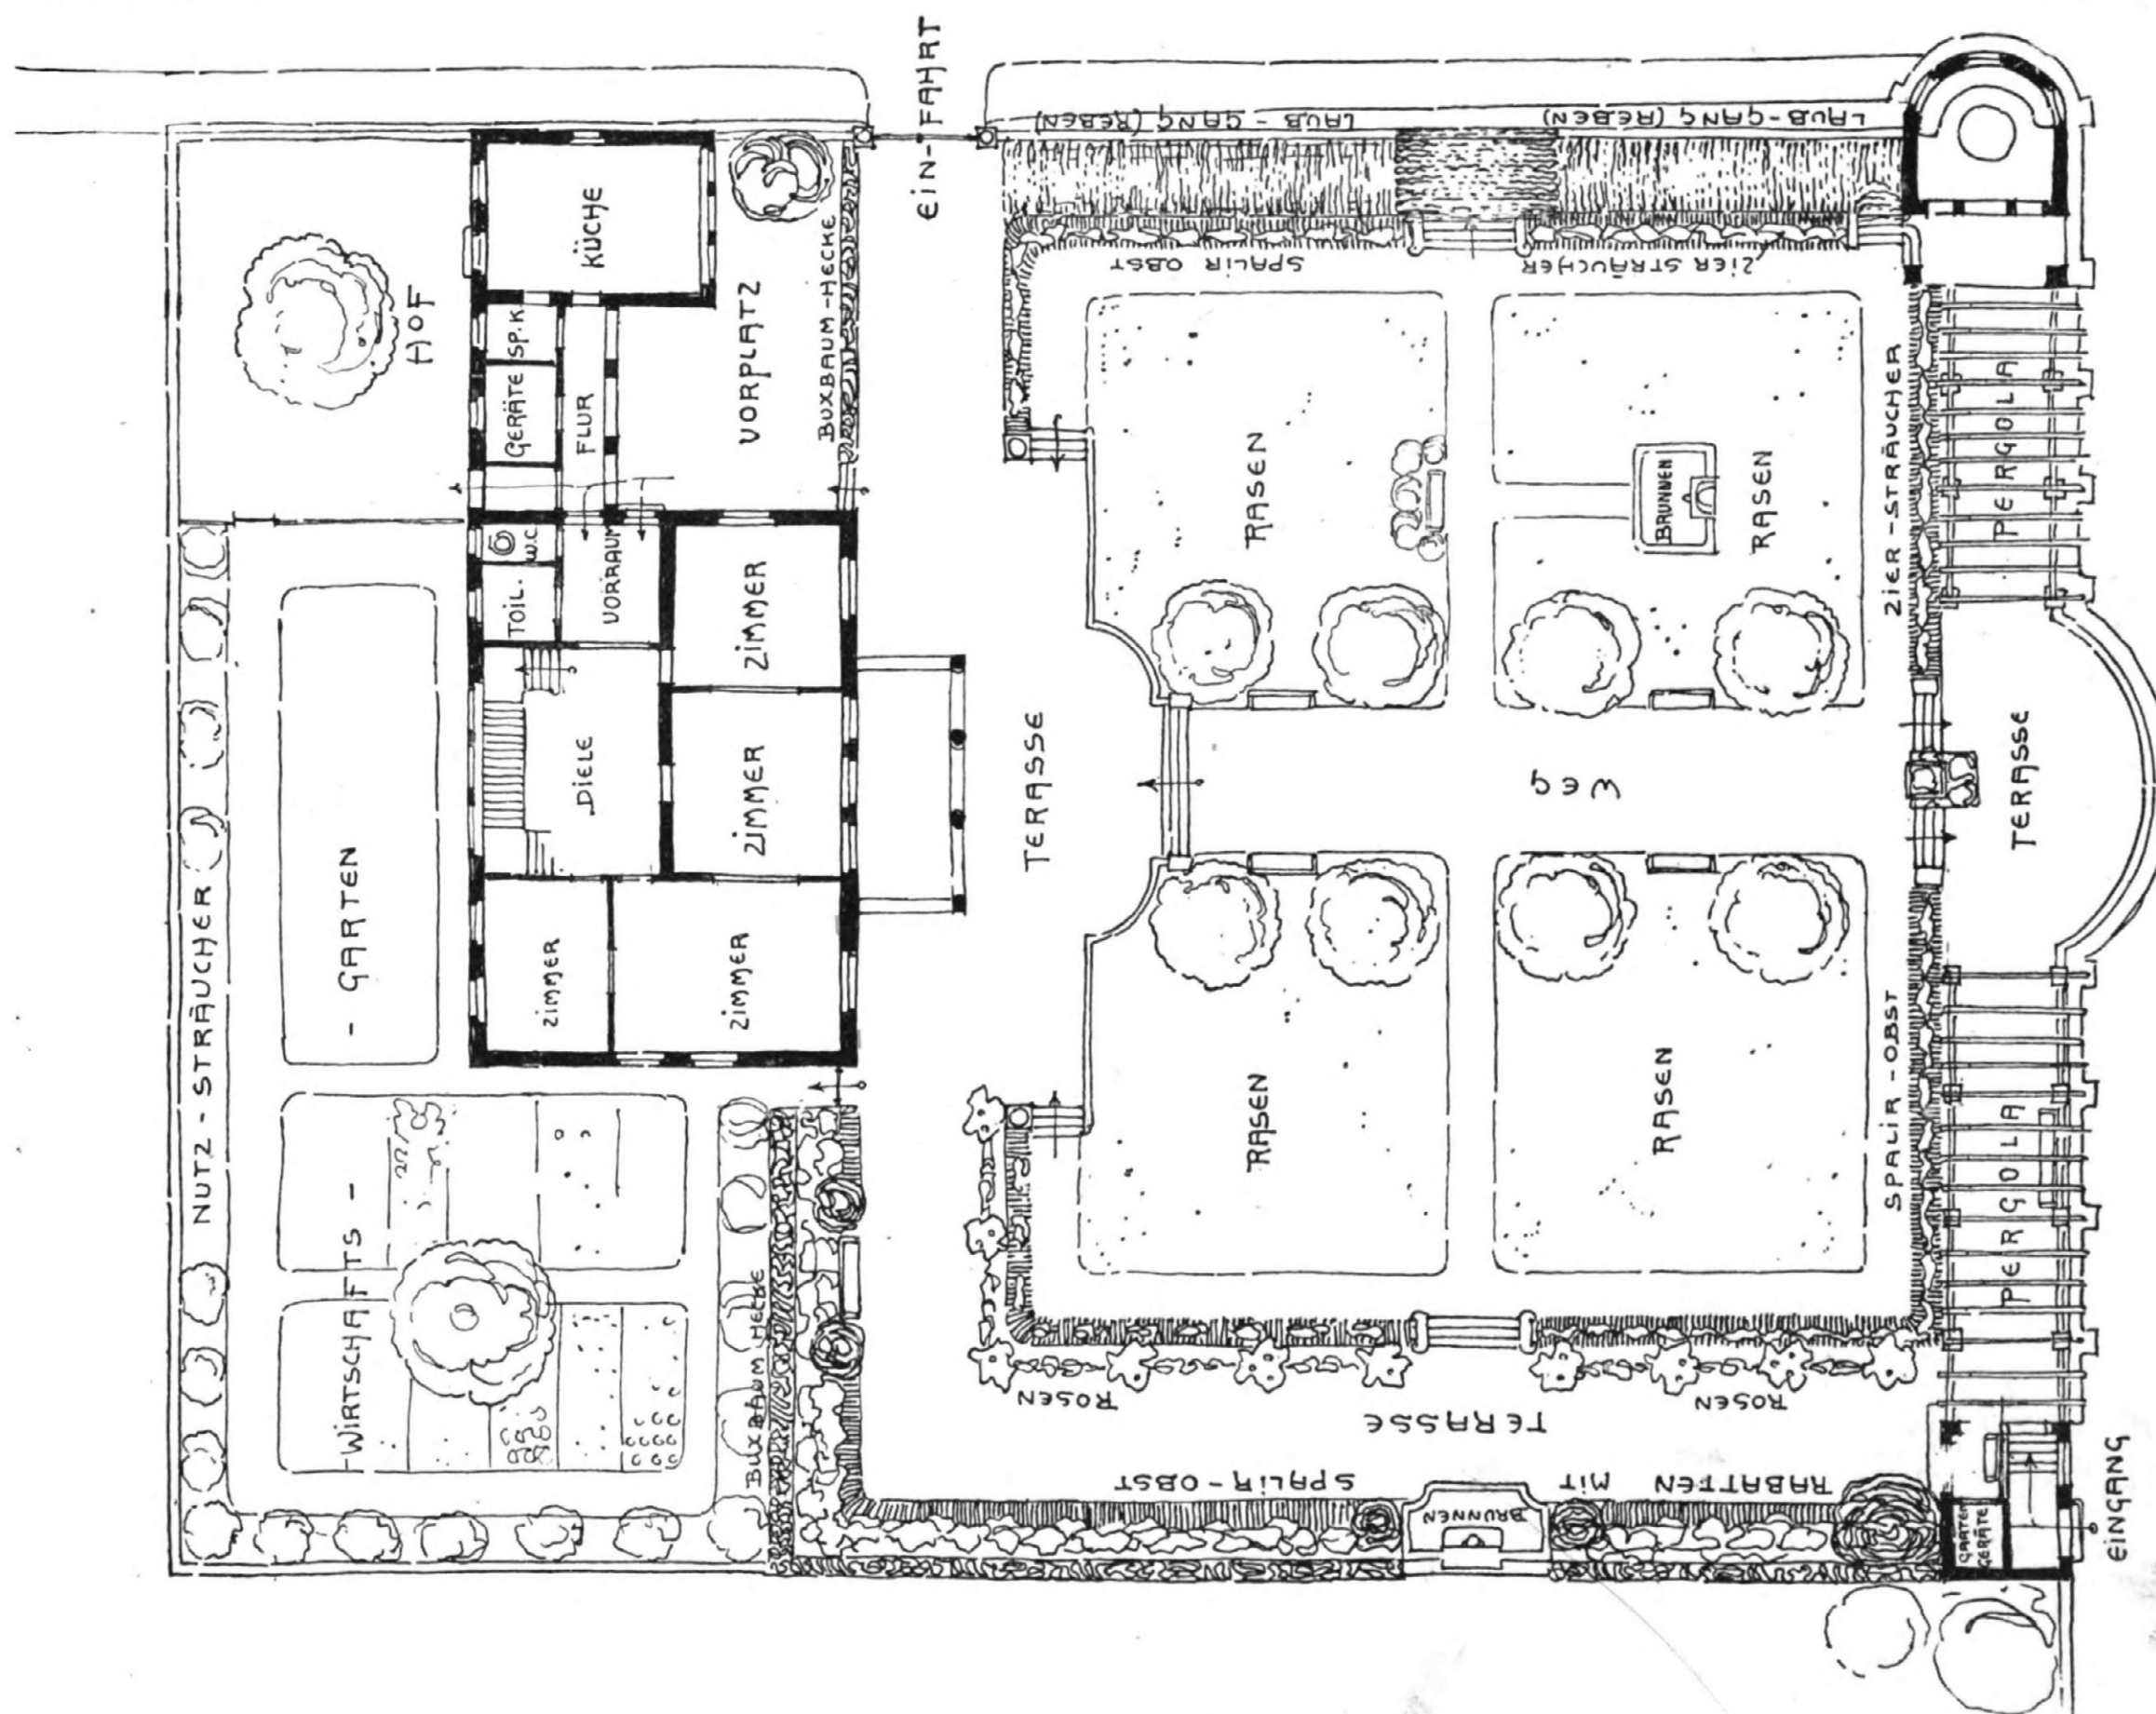 EIN-FAHRT
LAUB-GANG (REBEN)
LAUB-GANG (REBEN)
KÜCHE
HOF
SP.K.
GERÄTE
FLUR
VORPLATZ
BUXBAUM-HECKE
SPALIR OBST
ZIER STRÄUCHER
RASEN
BRUNNEN
RASEN
ZIER-STRÄUCHER
PERGOLA
W.C.
TOIL.
VORRAUM
ZIMMER
DIELE
ZIMMER
TERASSE
WEG
TERASSE
NUTZ-STRÄUCHER
- GARTEN
ZIMMER
ZIMMER
RASEN
RASEN
SPALIR-OBST
PERGOLA
-WIRTSCHAFTS-
BUXBAUM HECKE
ROSEN
ROSEN
TERASSE
SPALIR-OBST
MIT
RABATTEN
BRUNNEN
GARTEN
GERÄTE
EINGANG